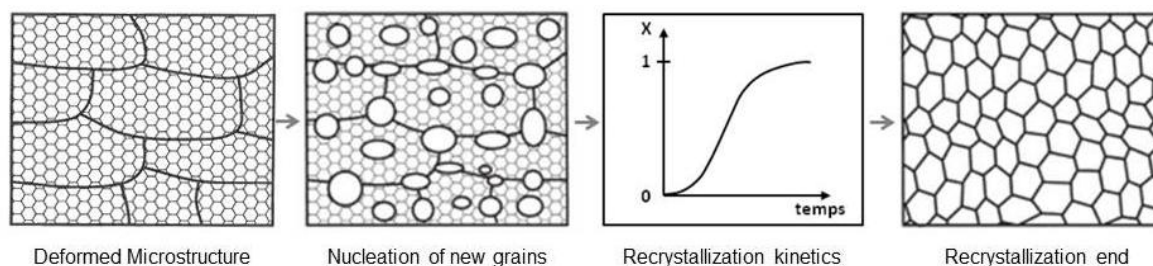 X
1
0
temps
Deformed Microstructure
Nucleation of new grains
Recrystallization kinetics
Recrystallization end